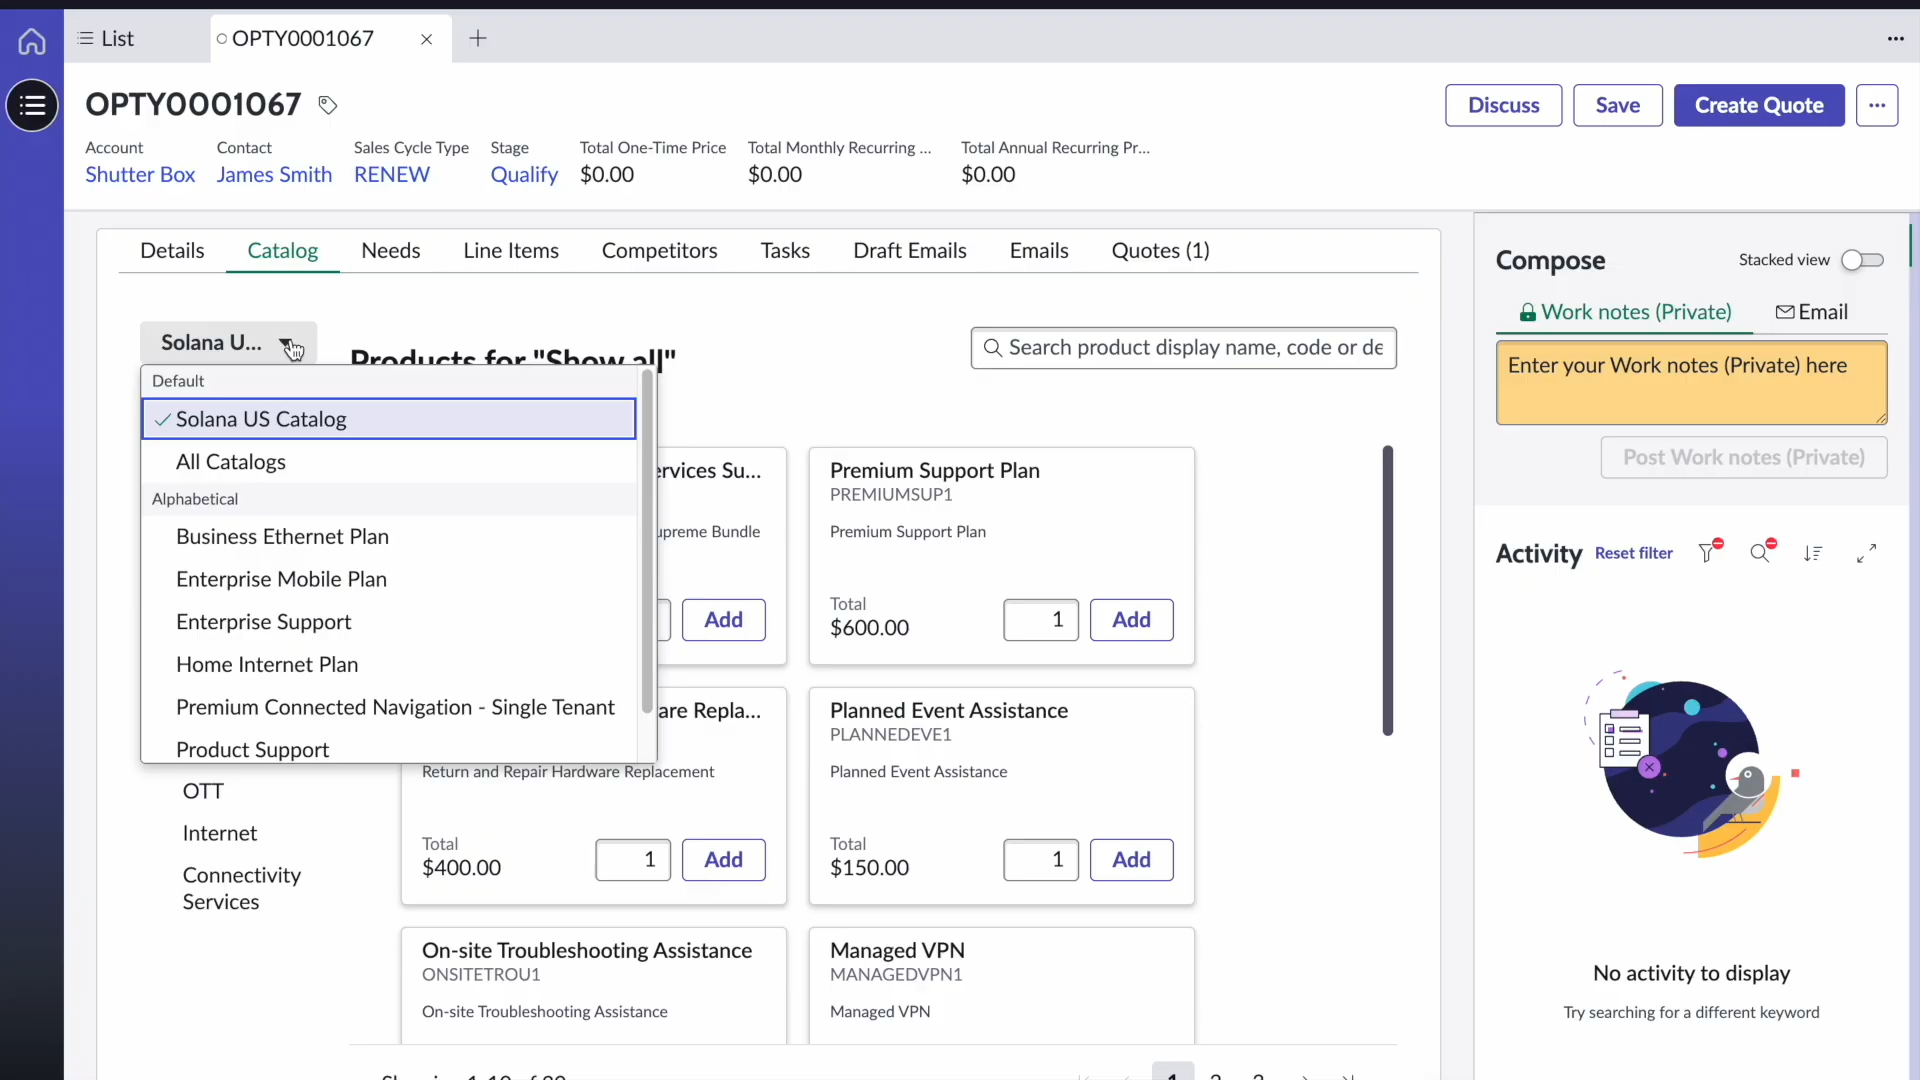 List
OPTY0001067
OPTY0001067
Discuss
Save
Create Quote
Account
Contact
Sales Cycle Type
Stage
Total One-Time Price
Total Monthly Recurring ...
Total Annual Recurring Pr...
Shutter Box
James Smith
RENEW
Qualify
$0.00
$0.00
$0.00
Details
Catalog
Needs
Line Items
Competitors
Tasks
Draft Emails
Emails
Quotes (1)
Solana U...
Products for "Show all"
Search product display name, code or de
Default
Solana US Catalog
All Catalogs
Alphabetical
Business Ethernet Plan
Enterprise Mobile Plan
Enterprise Support
Home Internet Plan
Premium Connected Navigation - Single Tenant
Product Support
OTT
Internet
Connectivity
Services
ervices Su...
upreme Bundle
Add
Premium Support Plan
PREMIUMSUP1
Premium Support Plan
Total
$600.00
1
Add
are Repla...
Return and Repair Hardware Replacement
Total
$400.00
1
Add
Planned Event Assistance
PLANNEDEVE1
Planned Event Assistance
Total
$150.00
1
Add
On-site Troubleshooting Assistance
ONSITETROU1
On-site Troubleshooting Assistance
Managed VPN
MANAGEDVPN1
Managed VPN
Compose
Stacked view
Work notes (Private)
Email
Enter your Work notes (Private) here
Post Work notes (Private)
Activity
Reset filter
No activity to display
Try searching for a different keyword